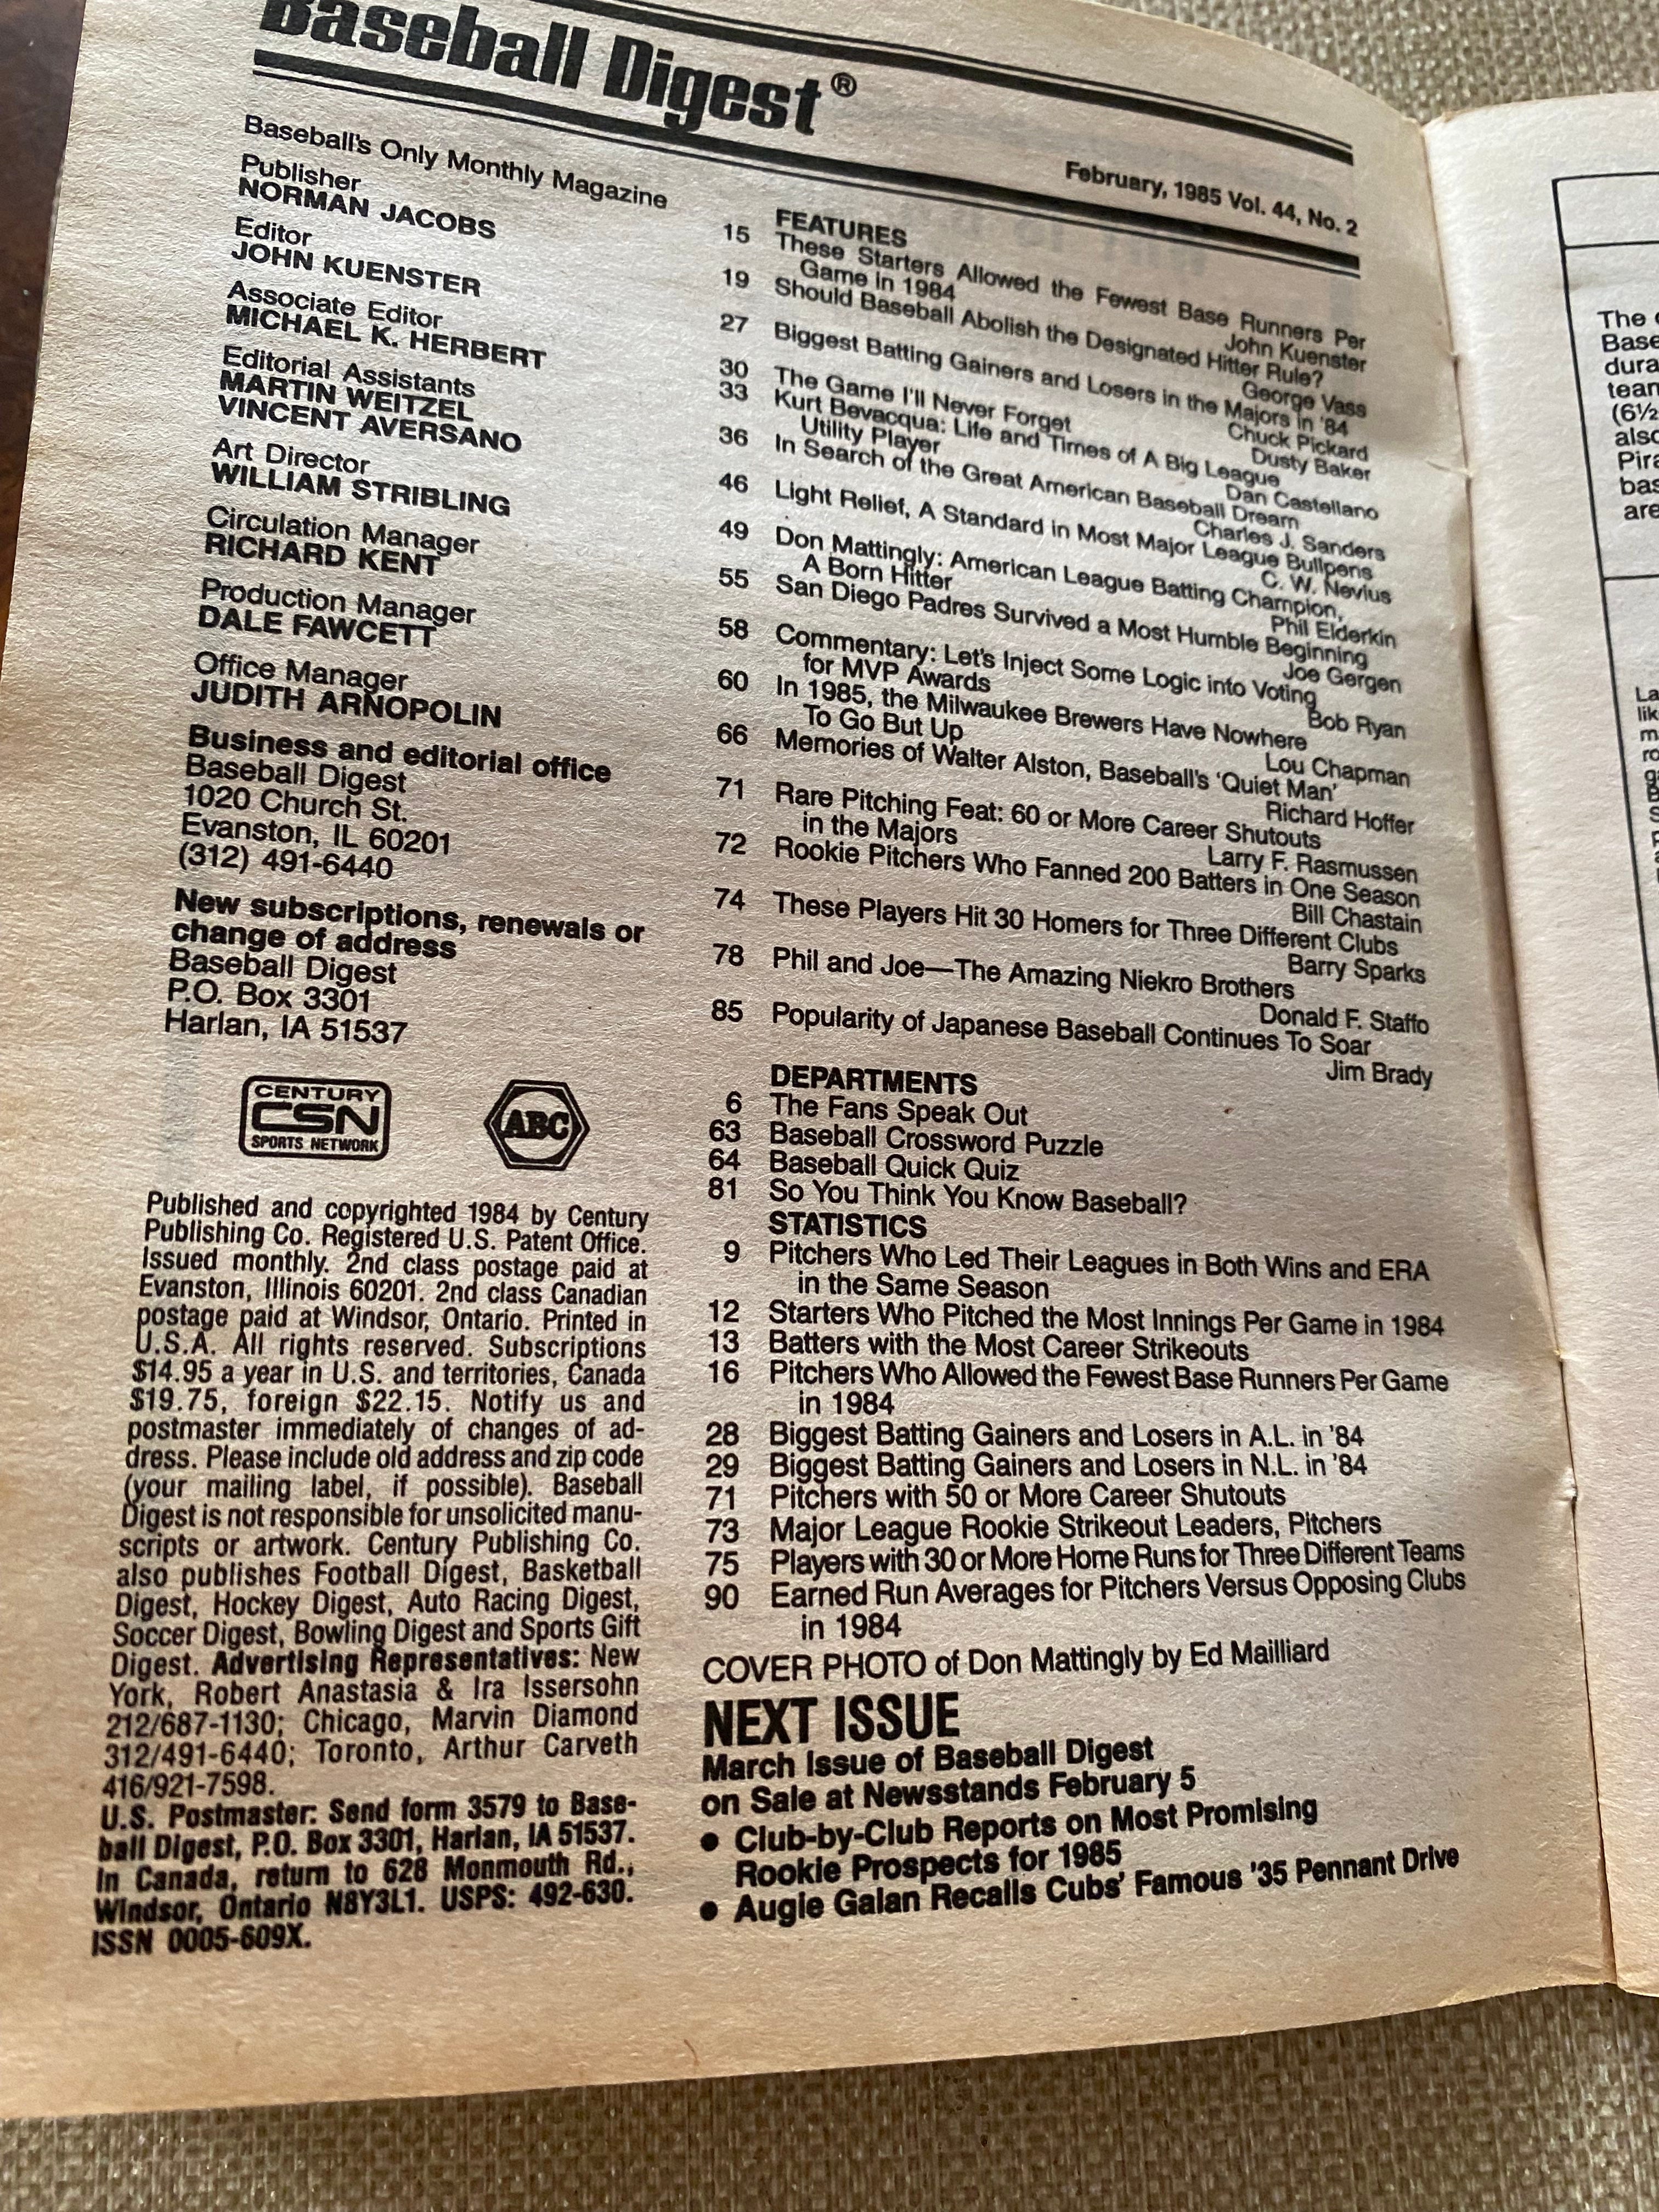 Baseball Digest®
Baseball's Only Monthly Magazine
February, 1985 Vol. 44, No. 2
Publisher
NORMAN JACOBS
Editor
JOHN KUENSTER
Associate Editor
MICHAEL K. HERBERT
Editorial Assistants
MARTIN WEITZEL
VINCENT AVERSANO
Art Director
WILLIAM STRIBLING
Circulation Manager
RICHARD KENT
Production Manager
DALE FAWCETT
Office Manager
JUDITH ARNOPOLIN
Business and editorial office
Baseball Digest
1020 Church St.
Evanston, IL 60201
(312) 491-6440
New subscriptions, renewals or
change of address
Baseball Digest
P.O. Box 3301
Harlan, IA 51537
CENTURY
CSN
SPORTS NETWORK
ABC
Published and copyrighted 1984 by Century
Publishing Co. Registered U.S. Patent Office.
Issued monthly. 2nd class postage paid at
Evanston, Illinois 60201. 2nd class Canadian
postage paid at Windsor, Ontario. Printed in
U.S.A. All rights reserved. Subscriptions
$14.95 a year in U.S. and territories, Canada
$19.75, foreign $22.15. Notify us and
postmaster immediately of changes of ad-
dress. Please include old address and zip code
(your mailing label, if possible). Baseball
Digest is not responsible for unsolicited manu-
scripts or artwork. Century Publishing Co.
also publishes Football Digest, Basketball
Digest, Hockey Digest, Auto Racing Digest,
Soccer Digest, Bowling Digest and Sports Gift
Digest. Advertising Representatives: New
York, Robert Anastasia & Ira Issersohn
212/687-1130; Chicago, Marvin Diamond
312/491-6440; Toronto, Arthur Carveth
416/921-7598.
U.S. Postmaster: Send form 3579 to Base-
ball Digest, P.O. Box 3301, Harlan, IA 51537.
In Canada, return to 628 Monmouth Rd.,
Windsor, Ontario N8Y3L1. USPS: 492-630.
ISSN 0005-609X.
FEATURES
15 These Starters Allowed the Fewest Base Runners Per
Game in 1984
John Kuenster
19 Should Baseball Abolish the Designated Hitter Rule?
George Vass
27 Biggest Batting Gainers and Losers in the Majors in '84
Chuck Pickard
30 The Game I'll Never Forget
Dusty Baker
33 Kurt Bevacqua: Life and Times of A Big League
Utility Player
Dan Castellano
36 In Search of the Great American Baseball Dream
Charles J. Sanders
46 Light Relief, A Standard in Most Major League Bullpens
C. W. Nevius
49 Don Mattingly: American League Batting Champion,
A Born Hitter
Phil Elderkin
55 San Diego Padres Survived a Most Humble Beginning
Joe Gergen
58 Commentary: Let's Inject Some Logic into Voting
for MVP Awards
Bob Ryan
60 In 1985, the Milwaukee Brewers Have Nowhere
To Go But Up
Lou Chapman
66 Memories of Walter Alston, Baseball's 'Quiet Man'
Richard Hoffer
71 Rare Pitching Feat: 60 or More Career Shutouts
in the Majors
Larry F. Rasmussen
72 Rookie Pitchers Who Fanned 200 Batters in One Season
Bill Chastain
74 These Players Hit 30 Homers for Three Different Clubs
Barry Sparks
78 Phil and Joe—The Amazing Niekro Brothers
Donald F. Staffo
85 Popularity of Japanese Baseball Continues To Soar
Jim Brady
DEPARTMENTS
6 The Fans Speak Out
63 Baseball Crossword Puzzle
64 Baseball Quick Quiz
81 So You Think You Know Baseball?
STATISTICS
9 Pitchers Who Led Their Leagues in Both Wins and ERA
in the Same Season
12 Starters Who Pitched the Most Innings Per Game in 1984
13 Batters with the Most Career Strikeouts
16 Pitchers Who Allowed the Fewest Base Runners Per Game
in 1984
28 Biggest Batting Gainers and Losers in A.L. in '84
29 Biggest Batting Gainers and Losers in N.L. in '84
71 Pitchers with 50 or More Career Shutouts
73 Major League Rookie Strikeout Leaders, Pitchers
75 Players with 30 or More Home Runs for Three Different Teams
90 Earned Run Averages for Pitchers Versus Opposing Clubs
in 1984
COVER PHOTO of Don Mattingly by Ed Mailliard
NEXT ISSUE
March Issue of Baseball Digest
on Sale at Newsstands February 5
• Club-by-Club Reports on Most Promising
Rookie Prospects for 1985
• Augie Galan Recalls Cubs' Famous '35 Pennant Drive
The
Base
dura
team
(6½
also
Pira
bas
are